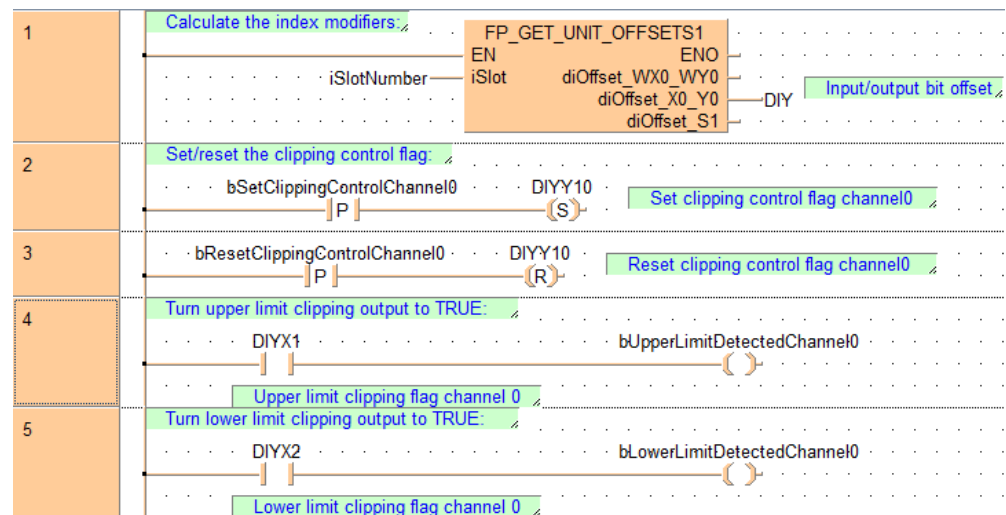 1
Calculate the index modifiers:
FP_GET_UNIT_OFFSETS1
EN ENO
iSlotNumber iSlot diOffset_WX0_WY0
diOffset_X0_Y0 DIY Input/output bit offset
diOffset_S1
2
Set/reset the clipping control flag:
bSetClippingControlChannel0 DIYY10
P S Set clipping control flag channel0
3
bResetClippingControlChannel0 DIYY10
P R Reset clipping control flag channel0
4
Turn upper limit clipping output to TRUE:
DIYX1 bUpperLimitDetectedChannel0
Upper limit clipping flag channel 0
5
Turn lower limit clipping output to TRUE:
DIYX2 bLowerLimitDetectedChannel0
Lower limit clipping flag channel 0